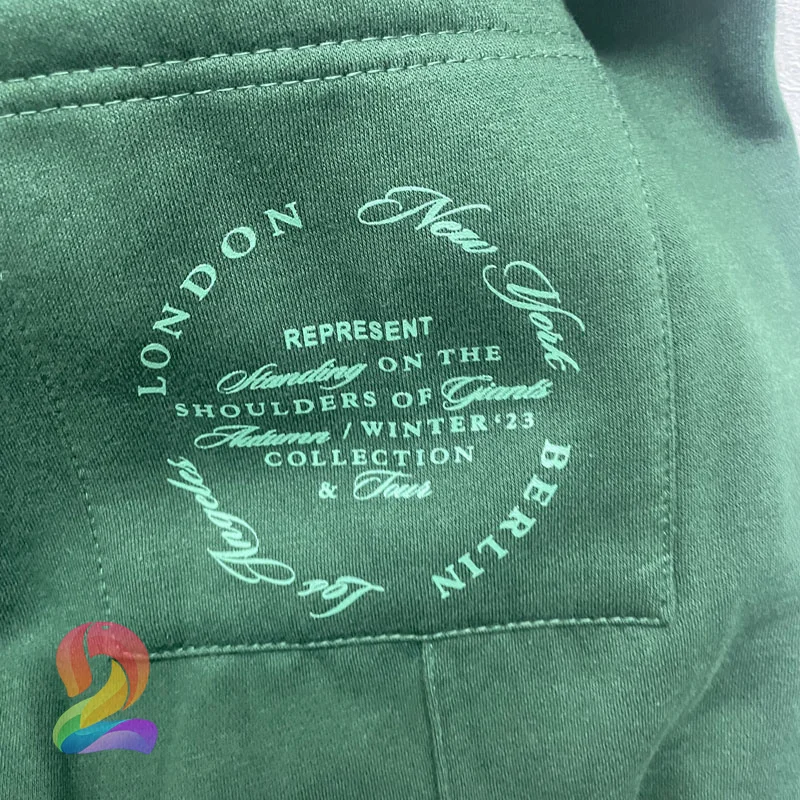 LONDON
New York
REPRESENT
Standing ON THE
SHOULDERS OF Giants
Autumn / WINTER '23
COLLECTION
& Tour
BERLIN
Los Angeles